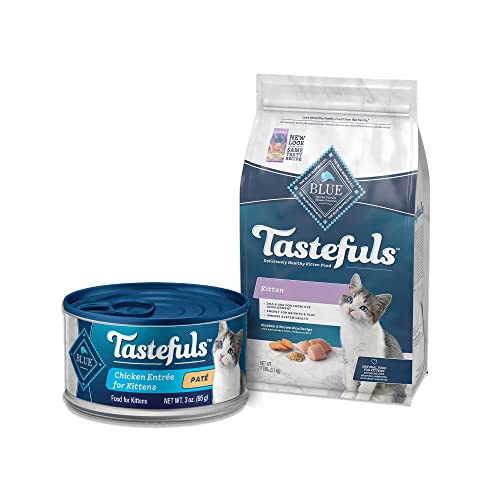 NEW
LOOK
SAME
TASTY
RECIPE
BLUE
Tastefuls™
Deliciously Healthy Kitten Food
Kitten
DHA & ARA FOR COGNITIVE
DEVELOPMENT
ENERGY FOR GROWTH & PLAY
IMMUNE SYSTEM HEALTH
Chicken & Brown Rice Recipe
NET WT.
BLUE
Tastefuls™
Chicken Entrée
for Kittens
PATÉ
Food for Kittens
NET WT. 3 oz. (85 g)